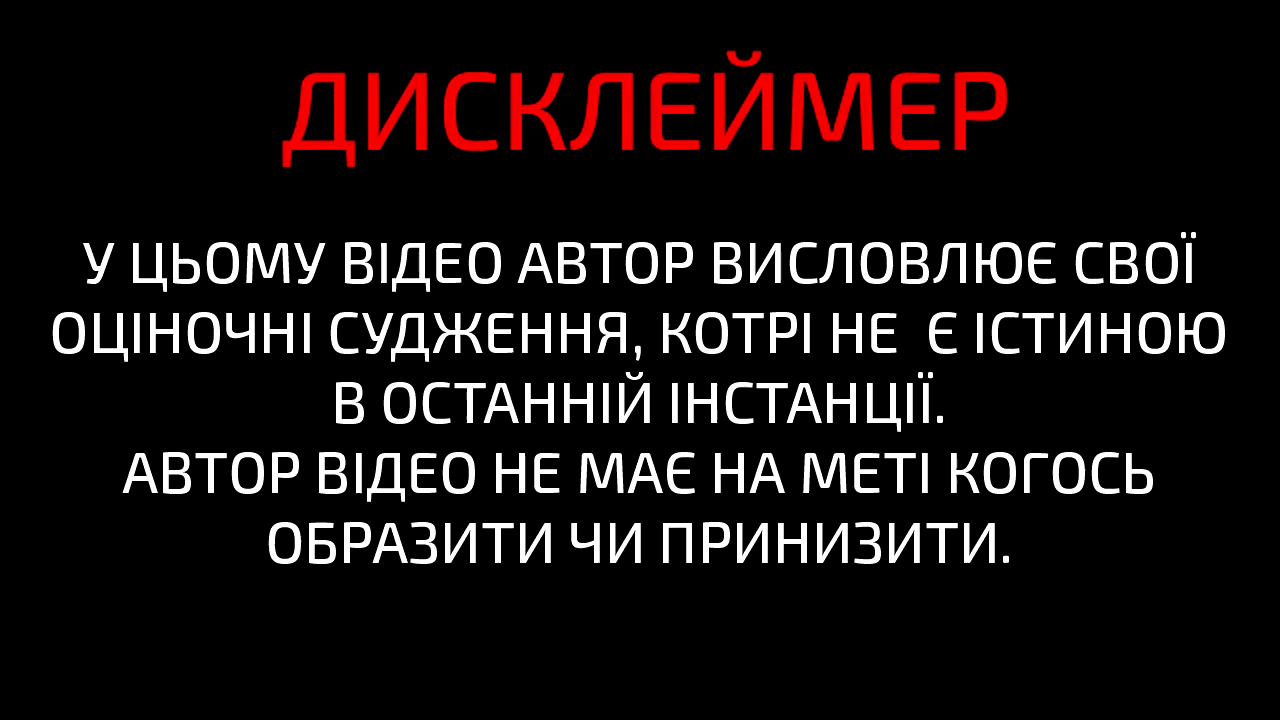 ДИСКЛЕЙМЕР
У ЦЬОМУ ВІДЕО АВТОР ВИСЛОВЛЮЄ СВОЇ
ОЦІНОЧНІ СУДЖЕННЯ, КОТРІ НЕ  Є ІСТИНОЮ
В ОСТАННІЙ ІНСТАНЦІЇ.
АВТОР ВІДЕО НЕ МАЄ НА МЕТІ КОГОСЬ
ОБРАЗИТИ ЧИ ПРИНИЗИТИ.